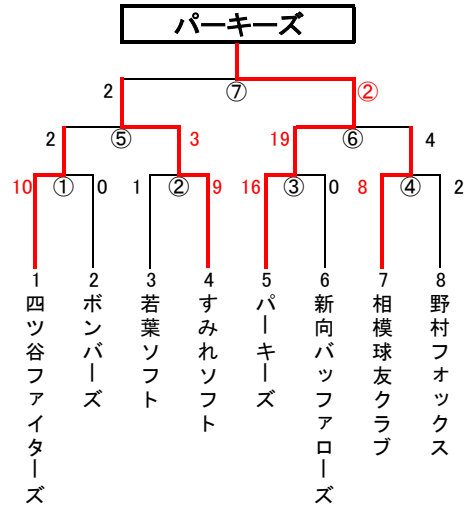 パーキーズ
2 ⑦ ②
2 ⑤ 3 19 ⑥ 4
10 ① 0 1 ② 9 16 ③ 0 8 ④ 2
1 2 3 4 5 6 7 8
四ツ谷ファイターズ
ボンバーズ
若葉ソフト
すみれソフト
パーキーズ
新向バッファローズ
相模球友クラブ
野村フォックス